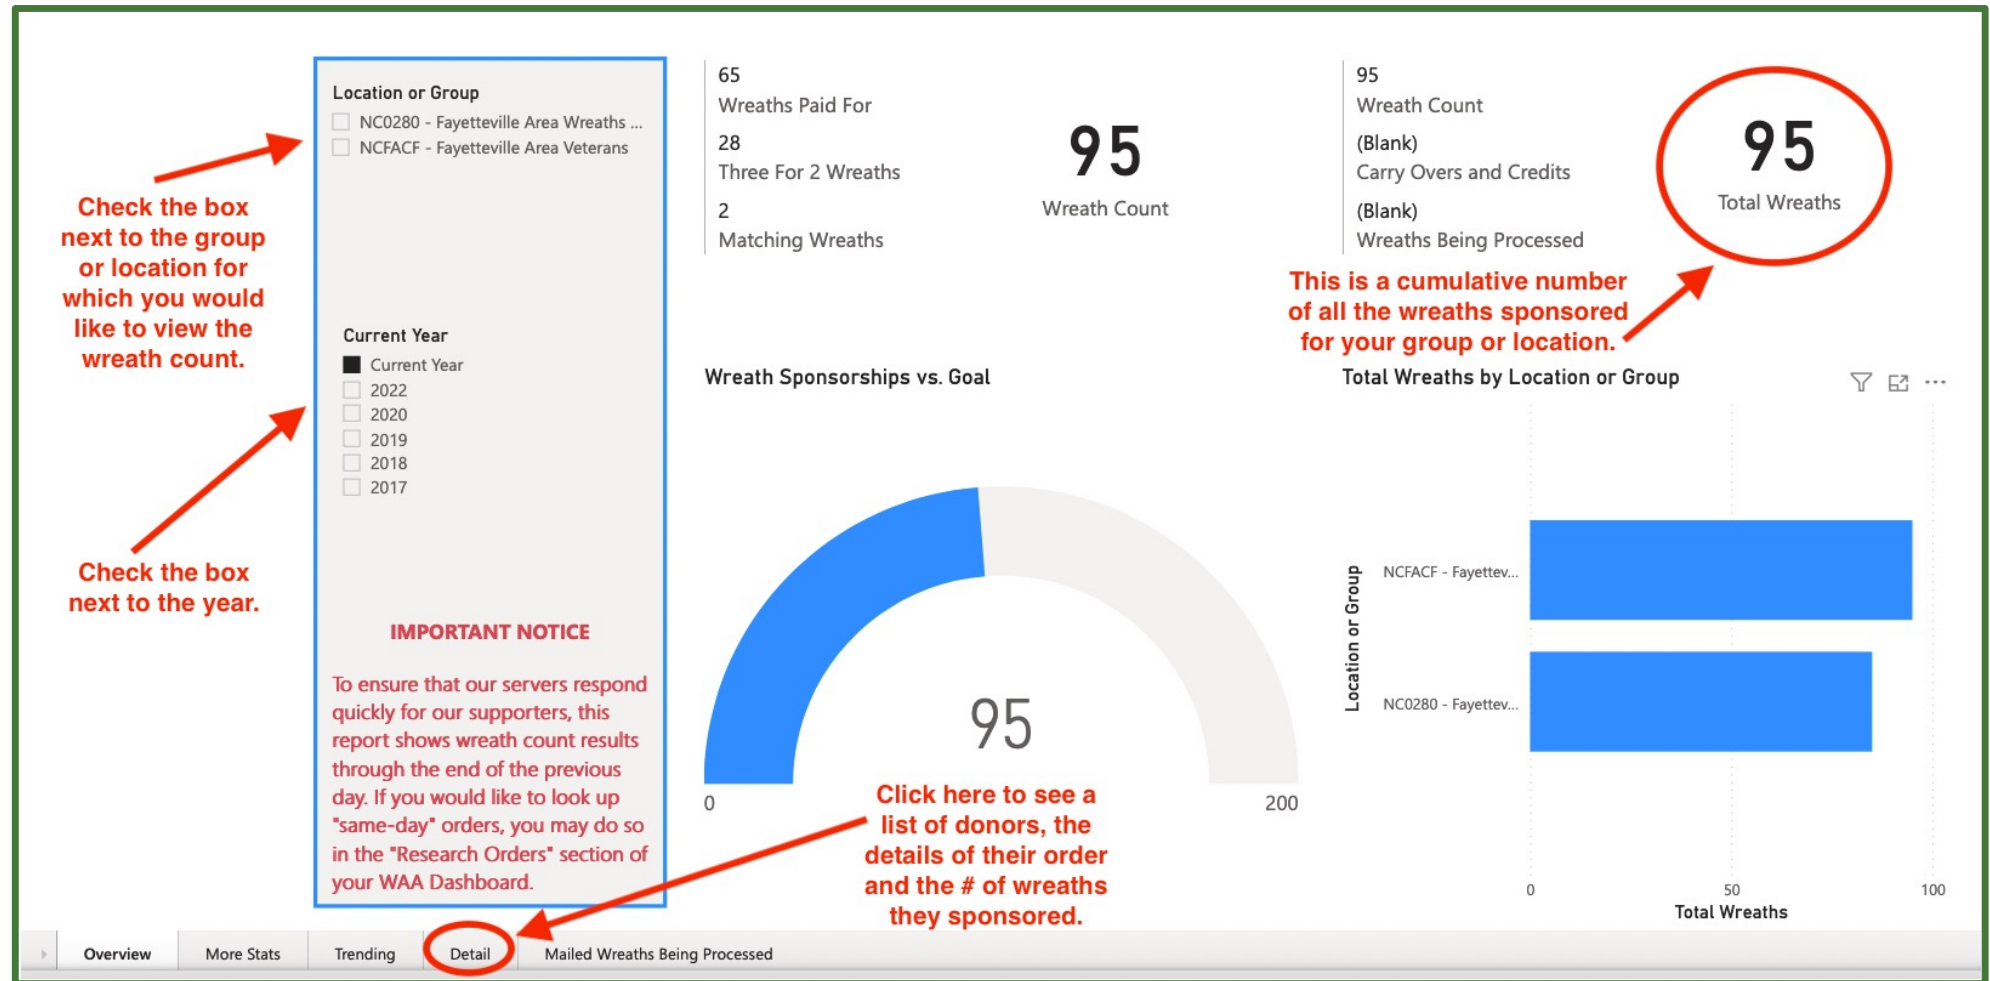 Location or Group
NC0280 - Fayetteville Area Wreaths ...
NCFACF - Fayetteville Area Veterans
Check the box
next to the group
or location for
which you would
like to view the
wreath count.
Current Year
Current Year
2022
2020
2019
2018
2017
Check the box
next to the year.
IMPORTANT NOTICE
To ensure that our servers respond
quickly for our supporters, this
report shows wreath count results
through the end of the previous
day. If you would like to look up
"same-day" orders, you may do so
in the "Research Orders" section of
your WAA Dashboard.
65
Wreaths Paid For
28
Three For 2 Wreaths
2
Matching Wreaths
95
Wreath Count
95
Wreath Count
(Blank)
Carry Overs and Credits
(Blank)
Wreaths Being Processed
95
Total Wreaths
This is a cumulative number
of all the wreaths sponsored
for your group or location.
Wreath Sponsorships vs. Goal
95
0
200
Click here to see a
list of donors, the
details of their order
and the # of wreaths
they sponsored.
Total Wreaths by Location or Group
Location or Group
NCFACF - Fayettev...
NC0280 - Fayettev...
0
50
100
Total Wreaths
Overview
More Stats
Trending
Detail
Mailed Wreaths Being Processed